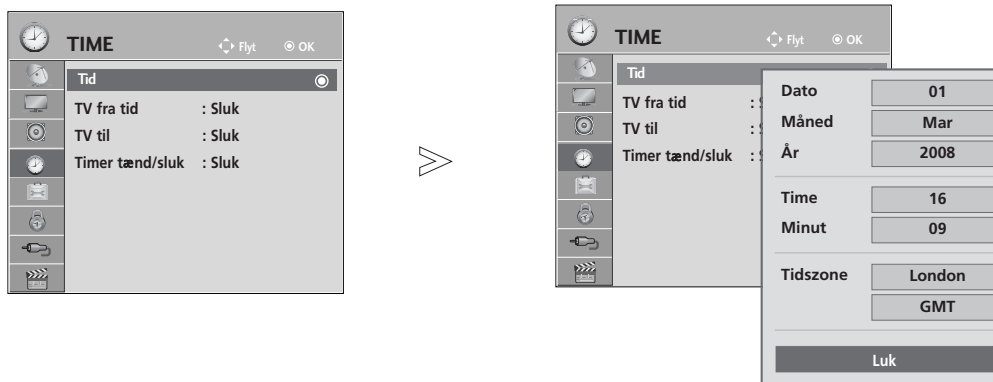 TIME
Flyt
OK
Tid
TV fra tid : Sluk
TV til : Sluk
Timer tænd/sluk : Sluk
TIME
Flyt
OK
Tid
TV fra tid :
TV til :
Timer tænd/sluk :
Dato 01
Måned Mar
År 2008
Time 16
Minut 09
Tidszone London
GMT
Luk